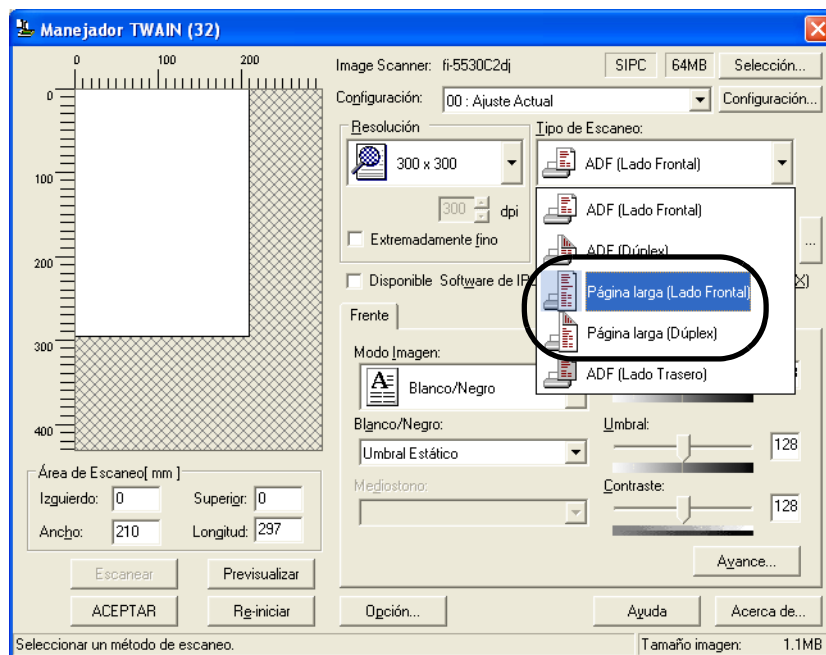 Manejador TWAIN (32)
0 100 200
0
100
200
300
400
Image Scanner: fi-5530C2dj SIPC 64MB Selección...
Configuración: 00 : Ajuste Actual Configuración...
Resolución
300 x 300
300 dpi
Extremadamente fino
Tipo de Escaneo:
ADF (Lado Frontal)
ADF (Lado Frontal)
ADF (Dúplex)
Página larga (Lado Frontal)
Página larga (Dúplex)
ADF (Lado Trasero)
...
Disponible Software de
Frente
Modo Imagen:
Blanco/Negro
Blanco/Negro:
Umbral Estático
Mediostono:
Umbral:
128
Contraste:
128
Avance...
Área de Escaneo[ mm ]
Izquierdo: 0 Superior: 0
Ancho: 210 Longitud: 297
Escanear Previsualizar
ACEPTAR Re-iniciar Opción... Ayuda Acerca de...
Seleccionar un método de escaneo. Tamaño imagen: 1.1MB